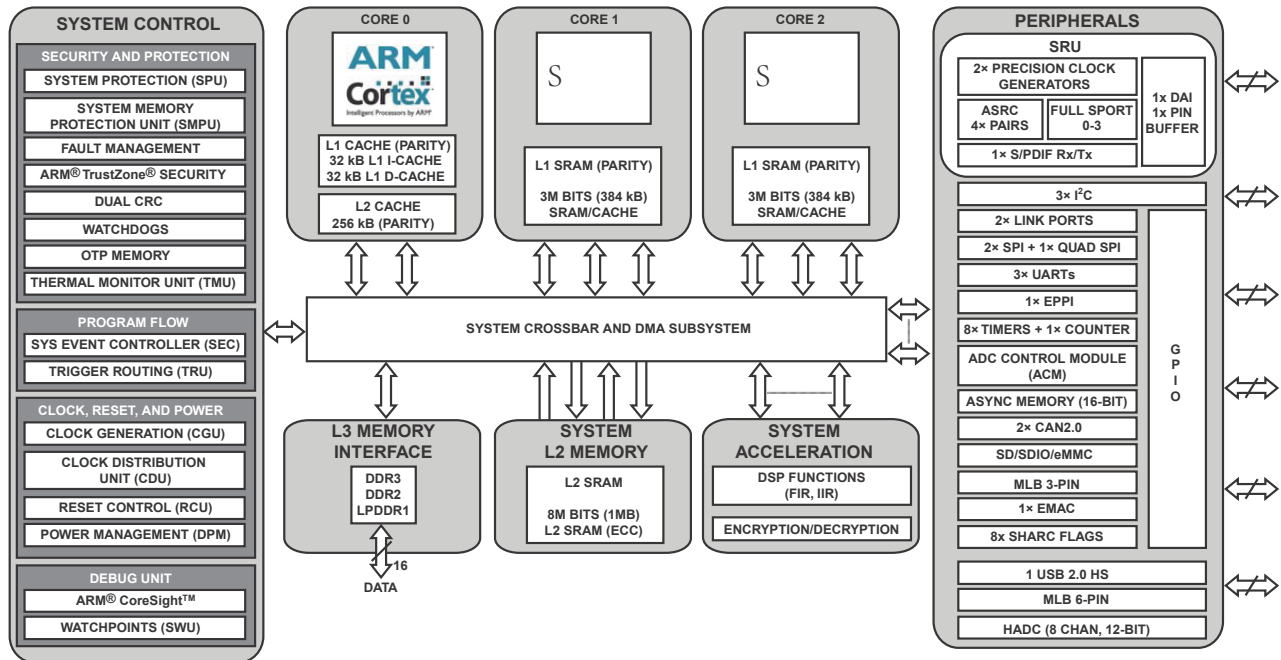 SYSTEM CONTROL
SECURITY AND PROTECTION
SYSTEM PROTECTION (SPU)
SYSTEM MEMORY
PROTECTION UNIT (SMPU)
FAULT MANAGEMENT
ARM® TrustZone® SECURITY
DUAL CRC
WATCHDOGS
OTP MEMORY
THERMAL MONITOR UNIT (TMU)
PROGRAM FLOW
SYS EVENT CONTROLLER (SEC)
TRIGGER ROUTING (TRU)
CLOCK, RESET, AND POWER
CLOCK GENERATION (CGU)
CLOCK DISTRIBUTION
UNIT (CDU)
RESET CONTROL (RCU)
POWER MANAGEMENT (DPM)
DEBUG UNIT
ARM® CoreSight™
WATCHPOINTS (SWU)
CORE 0
ARM
Cortex
Intelligent Processors by ARM®
L1 CACHE (PARITY)
32 kB L1 I-CACHE
32 kB L1 D-CACHE
L2 CACHE
256 kB (PARITY)
CORE 1
S
L1 SRAM (PARITY)
3M BITS (384 kB)
SRAM/CACHE
CORE 2
S
L1 SRAM (PARITY)
3M BITS (384 kB)
SRAM/CACHE
SYSTEM CROSSBAR AND DMA SUBSYSTEM
L3 MEMORY
INTERFACE
DDR3
DDR2
LPDDR1
16
DATA
SYSTEM
L2 MEMORY
L2 SRAM
8M BITS (1MB)
L2 SRAM (ECC)
SYSTEM
ACCELERATION
DSP FUNCTIONS
(FIR, IIR)
ENCRYPTION/DECRYPTION
PERIPHERALS
SRU
2× PRECISION CLOCK
GENERATORS
ASRC
4× PAIRS
FULL SPORT
0-3
1× S/PDIF Rx/Tx
1x DAI
1x PIN
BUFFER
3× I²C
2× LINK PORTS
2× SPI + 1× QUAD SPI
3× UARTs
1× EPPI
8× TIMERS + 1× COUNTER
ADC CONTROL MODULE
(ACM)
ASYNC MEMORY (16-BIT)
2× CAN2.0
SD/SDIO/eMMC
MLB 3-PIN
1× EMAC
8x SHARC FLAGS
G
P
I
O
1 USB 2.0 HS
MLB 6-PIN
HADC (8 CHAN, 12-BIT)